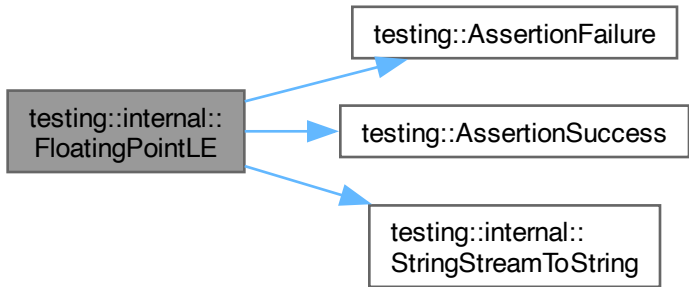 testing::internal::
FloatingPointLE
testing::AssertionFailure
testing::AssertionSuccess
testing::internal::
StringStreamToString